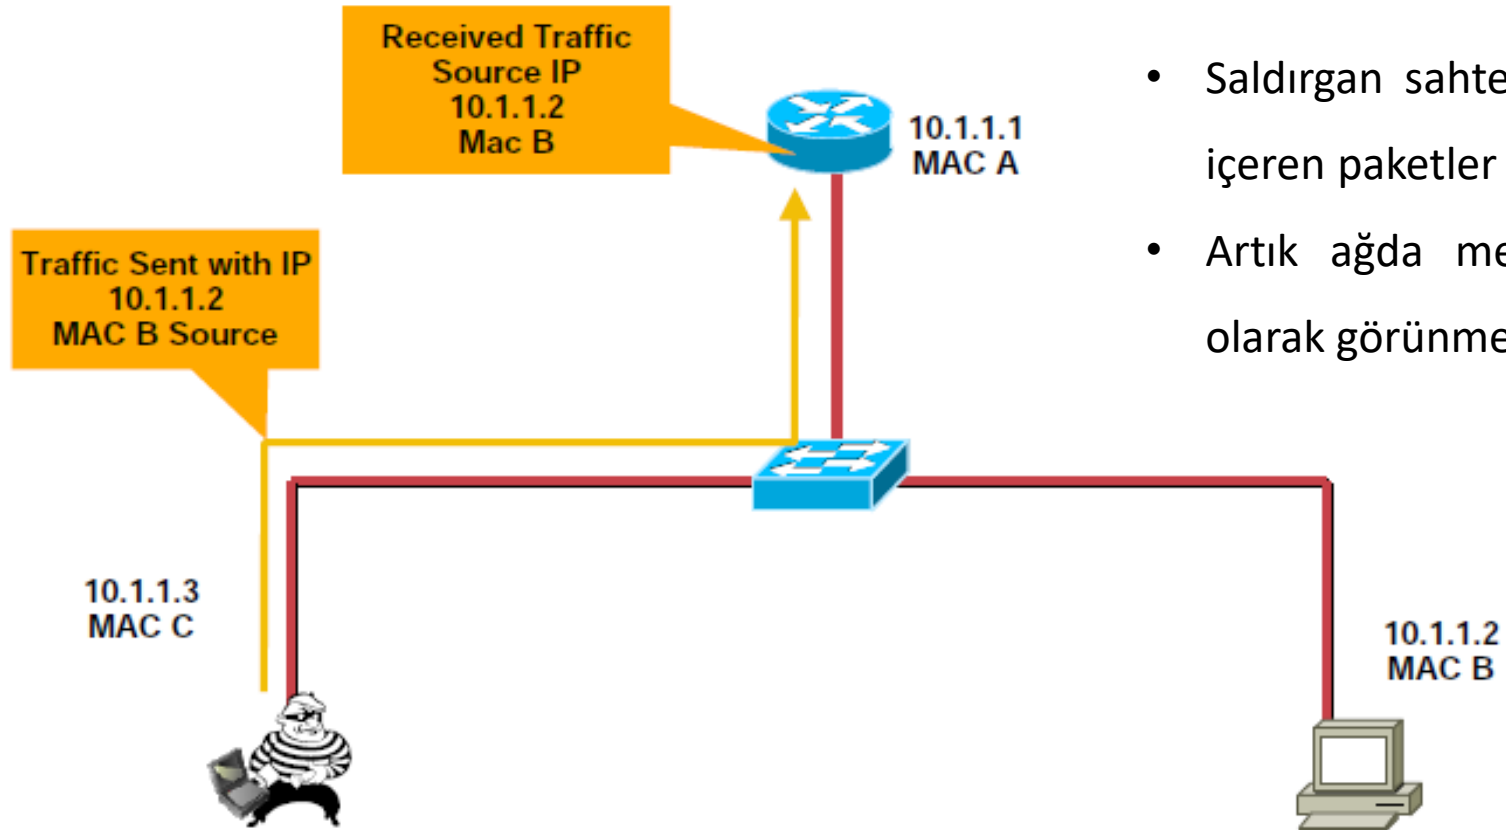 Received Traffic
Source IP
10.1.1.2
Mac B
10.1.1.1
MAC A
• Saldırgan sahte
içeren paketler
• Artık ağda
olarak
Traffic Sent with IP
10.1.1.2
MAC B Source
10.1.1.3
MAC C
10.1.1.2
MAC B